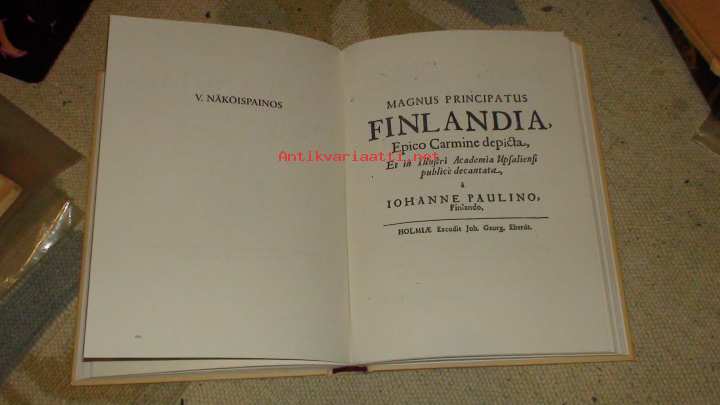 V. NÄKÖISPAINOS
MAGNUS PRINCIPATUS
FINLANDIA,
Epico Carmine depicta,
Et in Illustri Academia Upsaliensi
publicè decantata,
à
IOHANNE PAULINO,
Finlando,
HOLMIÆ Excudit Joh. Georg. Eberdt.
Antikvariaatti.net